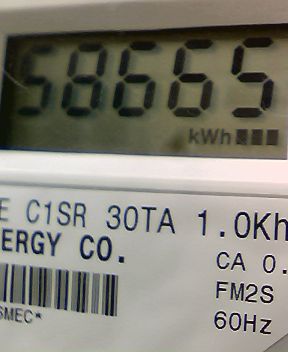 58665
kWh
E C1SR 30TA 1.0Kh
ERGY CO.
CA 0.
FM2S
SMEC*
60Hz